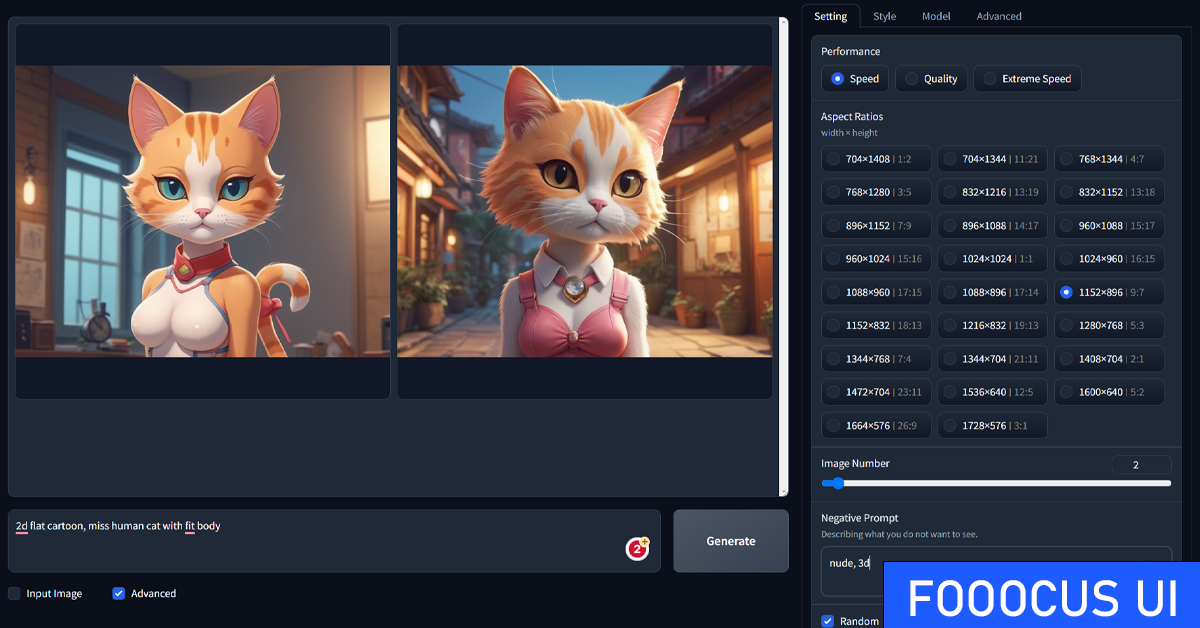 Setting Style Model Advanced
Performance
Speed Quality Extreme Speed
Aspect Ratios
width × height
704×1408 | 1:2 704×1344 | 11:21 768×1344 | 4:7
768×1280 | 3:5 832×1216 | 13:19 832×1152 | 13:18
896×1152 | 7:9 896×1088 | 14:17 960×1088 | 15:17
960×1024 | 15:16 1024×1024 | 1:1 1024×960 | 16:15
1088×960 | 17:15 1088×896 | 17:14 1152×896 | 9:7
1152×832 | 18:13 1216×832 | 19:13 1280×768 | 5:3
1344×768 | 7:4 1344×704 | 21:11 1408×704 | 2:1
1472×704 | 23:11 1536×640 | 12:5 1600×640 | 5:2
1664×576 | 26:9 1728×576 | 3:1
Image Number 2
Negative Prompt
Describing what you do not want to see.
nude, 3d
Random
2d flat cartoon, miss human cat with fit body
2
Generate
Input Image Advanced
FOOOCUS UI